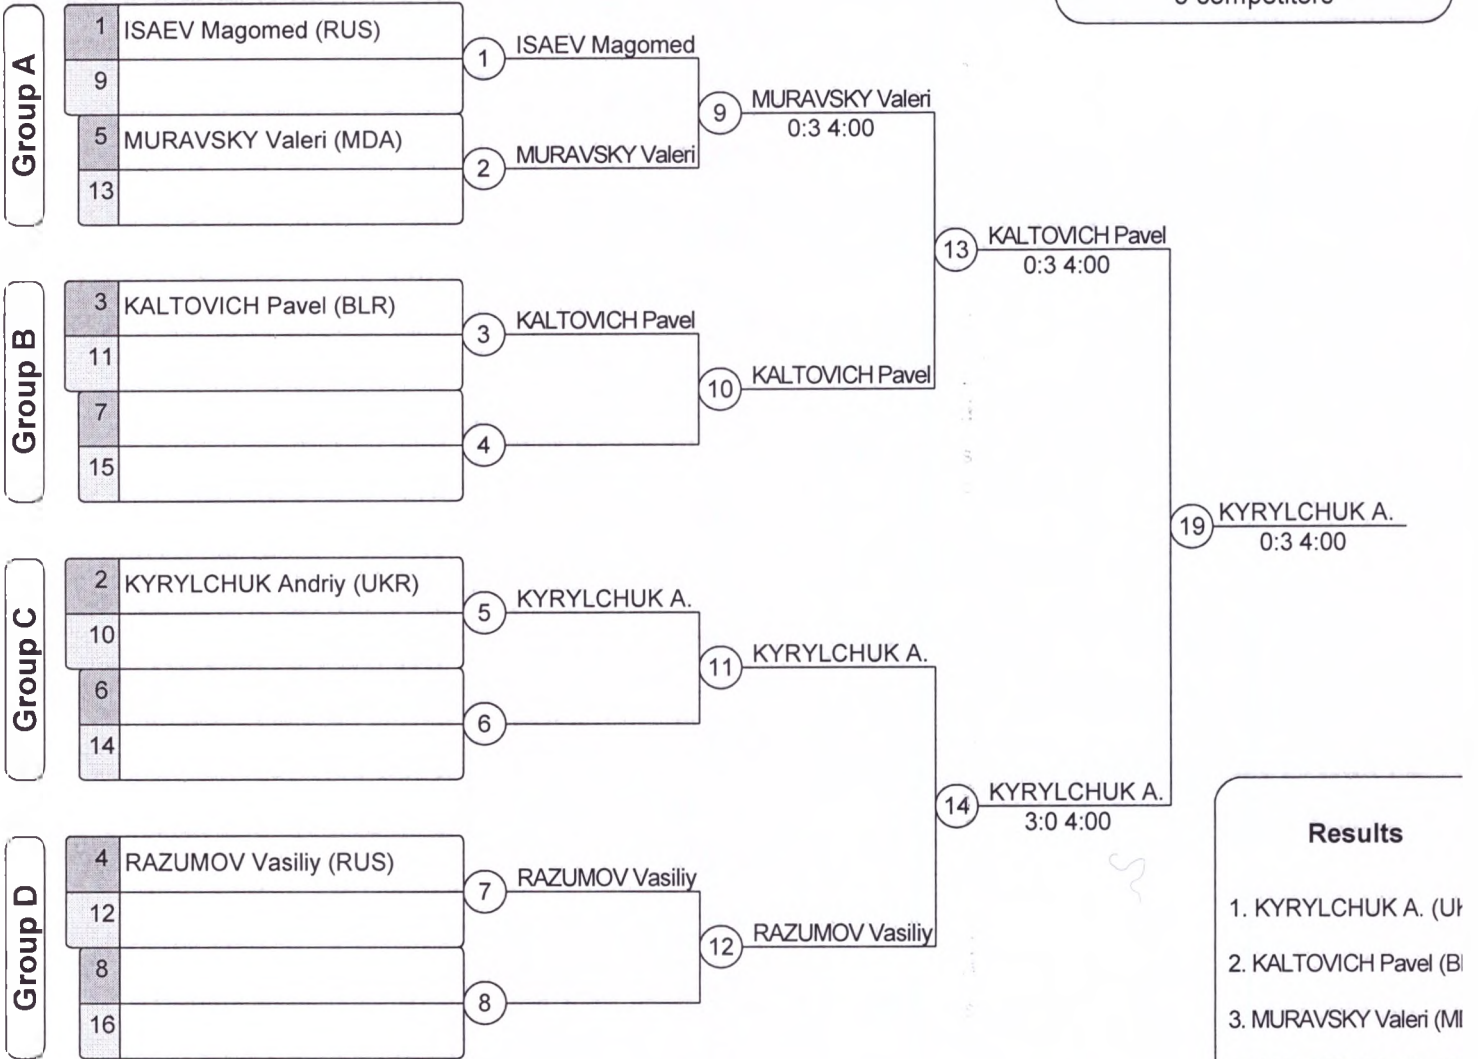 competitors
Group A
1 ISAEV Magomed (RUS)
9
5 MURAVSKY Valeri (MDA)
13
1 ISAEV Magomed
2 MURAVSKY Valeri
9 MURAVSKY Valeri
0:3 4:00
Group B
3 KALTOVICH Pavel (BLR)
11
7
15
3 KALTOVICH Pavel
4
10 KALTOVICH Pavel
13 KALTOVICH Pavel
0:3 4:00
Group C
2 KYRYLCHUK Andriy (UKR)
10
6
14
5 KYRYLCHUK A.
6
11 KYRYLCHUK A.
19 KYRYLCHUK A.
0:3 4:00
Group D
4 RAZUMOV Vasiliy (RUS)
12
8
16
7 RAZUMOV Vasiliy
8
12 RAZUMOV Vasiliy
14 KYRYLCHUK A.
3:0 4:00
Results
1. KYRYLCHUK A. (UK
2. KALTOVICH Pavel (B
3. MURAVSKY Valeri (M